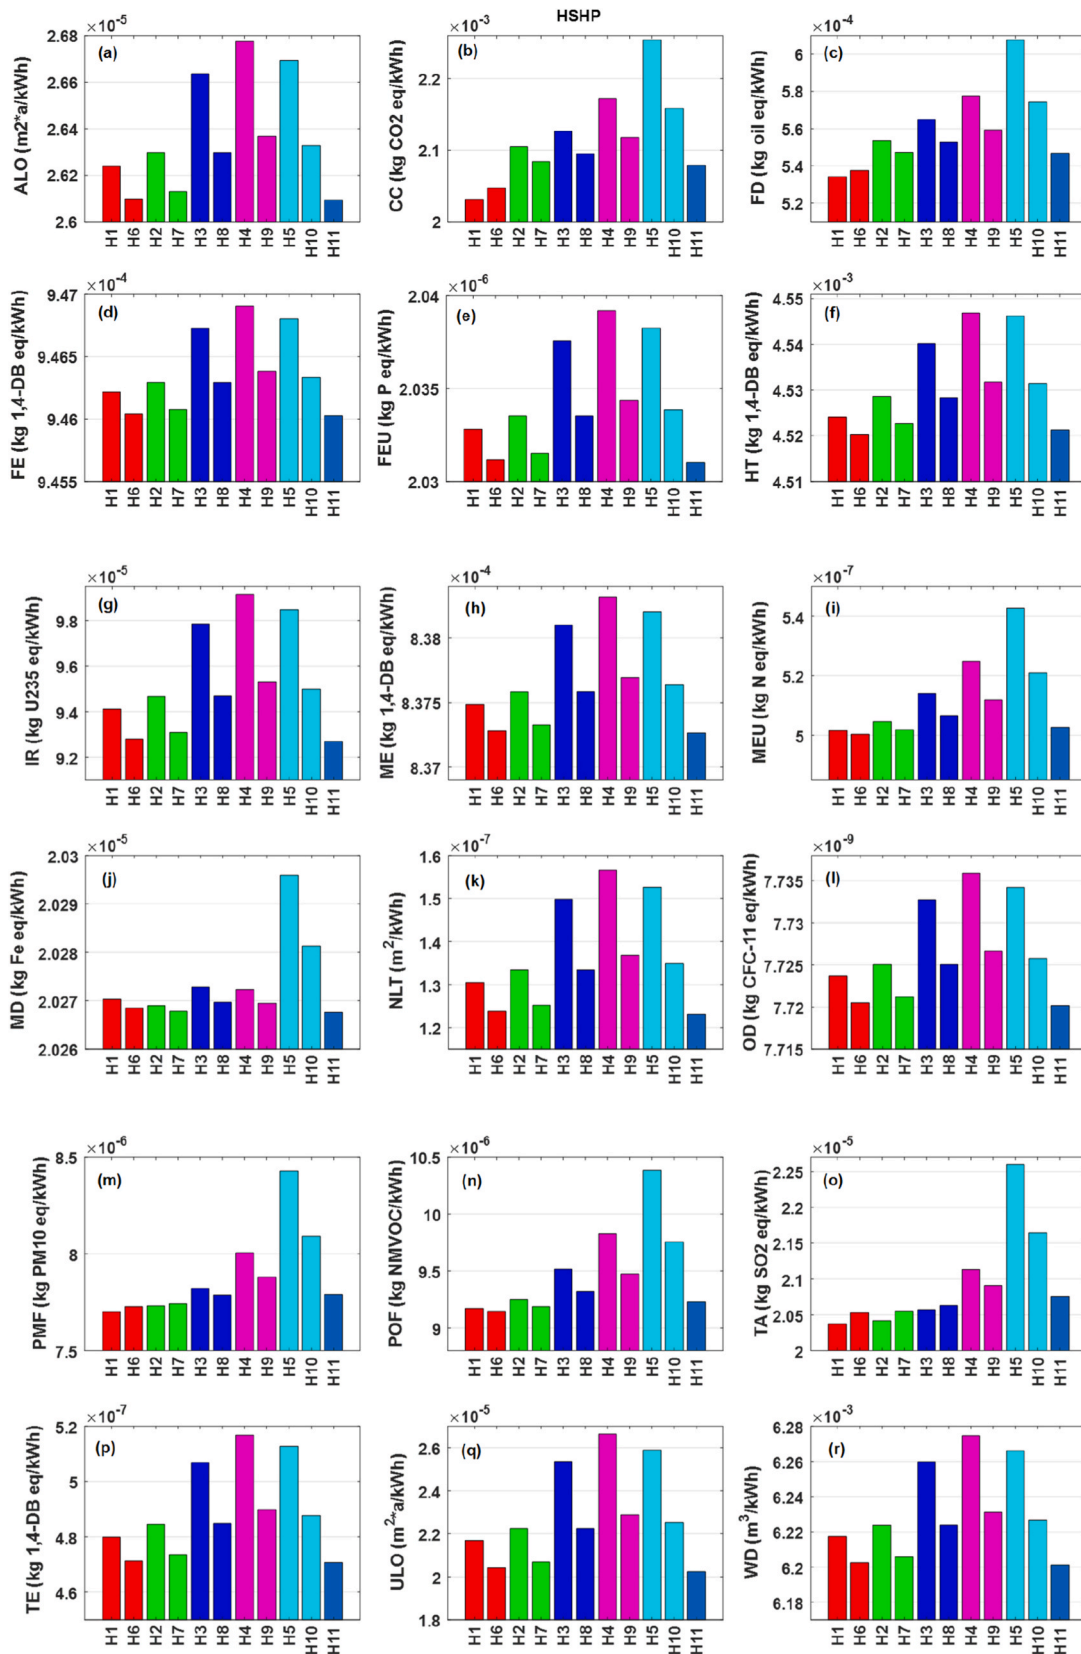 HSHP
×10⁻⁵
(a)
ALO (m2*a/kWh)
2.68
2.66
2.64
2.62
2.6
H1 H6 H2 H7 H3 H8 H4 H9 H5 H10 H11
×10⁻³
(b)
CC (kg CO2 eq/kWh)
2.2
2.1
2
H1 H6 H2 H7 H3 H8 H4 H9 H5 H10 H11
×10⁻⁴
(c)
FD (kg oil eq/kWh)
6
5.8
5.6
5.4
5.2
H1 H6 H2 H7 H3 H8 H4 H9 H5 H10 H11
×10⁻⁴
(d)
FE (kg 1,4-DB eq/kWh)
9.47
9.465
9.46
9.455
H1 H6 H2 H7 H3 H8 H4 H9 H5 H10 H11
×10⁻⁶
(e)
FEU (kg P eq/kWh)
2.04
2.035
2.03
H1 H6 H2 H7 H3 H8 H4 H9 H5 H10 H11
×10⁻³
(f)
HT (kg 1,4-DB eq/kWh)
4.55
4.54
4.53
4.52
4.51
H1 H6 H2 H7 H3 H8 H4 H9 H5 H10 H11
×10⁻⁵
(g)
IR (kg U235 eq/kWh)
9.8
9.6
9.4
9.2
H1 H6 H2 H7 H3 H8 H4 H9 H5 H10 H11
×10⁻⁴
(h)
ME (kg 1,4-DB eq/kWh)
8.38
8.375
8.37
H1 H6 H2 H7 H3 H8 H4 H9 H5 H10 H11
×10⁻⁷
(i)
MEU (kg N eq/kWh)
5.4
5.2
5
H1 H6 H2 H7 H3 H8 H4 H9 H5 H10 H11
×10⁻⁵
(j)
MD (kg Fe eq/kWh)
2.03
2.029
2.028
2.027
2.026
H1 H6 H2 H7 H3 H8 H4 H9 H5 H10 H11
×10⁻⁷
(k)
NLT (m²/kWh)
1.6
1.5
1.4
1.3
1.2
H1 H6 H2 H7 H3 H8 H4 H9 H5 H10 H11
×10⁻⁹
(l)
OD (kg CFC-11 eq/kWh)
7.735
7.73
7.725
7.72
7.715
H1 H6 H2 H7 H3 H8 H4 H9 H5 H10 H11
×10⁻⁶
(m)
PMF (kg PM10 eq/kWh)
8.5
8
7.5
H1 H6 H2 H7 H3 H8 H4 H9 H5 H10 H11
×10⁻⁶
(n)
POF (kg NMVOC/kWh)
10.5
10
9.5
9
H1 H6 H2 H7 H3 H8 H4 H9 H5 H10 H11
×10⁻⁵
(o)
TA (kg SO2 eq/kWh)
2.25
2.2
2.15
2.1
2.05
2
H1 H6 H2 H7 H3 H8 H4 H9 H5 H10 H11
×10⁻⁷
(p)
TE (kg 1,4-DB eq/kWh)
5.2
5
4.8
4.6
H1 H6 H2 H7 H3 H8 H4 H9 H5 H10 H11
×10⁻⁵
(q)
ULO (m²*a/kWh)
2.6
2.4
2.2
2
1.8
H1 H6 H2 H7 H3 H8 H4 H9 H5 H10 H11
×10⁻³
(r)
WD (m³/kWh)
6.28
6.26
6.24
6.22
6.2
6.18
H1 H6 H2 H7 H3 H8 H4 H9 H5 H10 H11